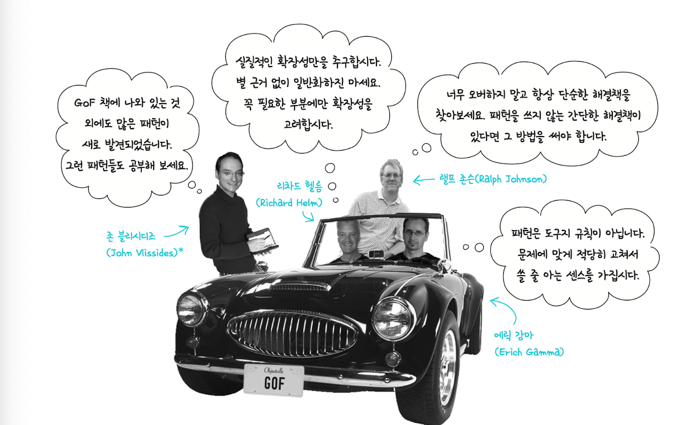 실질적인 확장성만을 추구합시다.
별 근거 없이 일반화하진 마세요.
꼭 필요한 부분에만 확장성을
고려합시다.
GoF 책에 나와 있는 것
외에도 많은 패턴이
새로 발견되었습니다.
그런 패턴들도 공부해 보세요.
너무 오버하지 말고 항상 단순한 해결책을
찾아보세요. 패턴을 쓰지 않는 간단한 해결책이
있다면 그 방법을 써야 합니다.
리차드 헬름
(Richard Helm)
랠프 존슨(Ralph Johnson)
존 블리시디즈
(John Vlissides)*
패턴은 도구지 규칙이 아닙니다.
문제에 맞게 적당히 고쳐서
쓸 줄 아는 센스를 가집시다.
에릭 감마
(Erich Gamma)
GOF